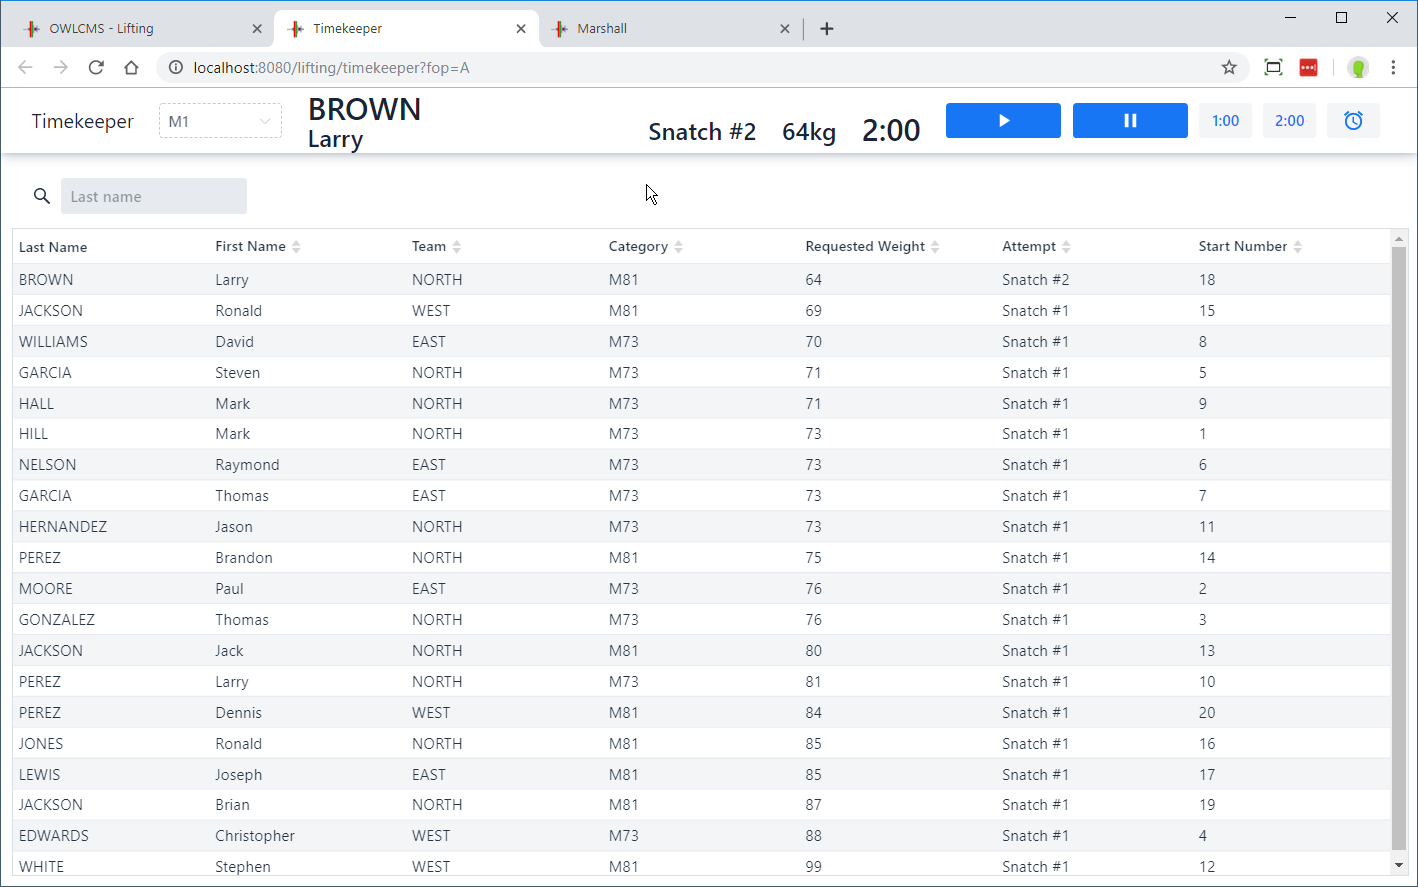 OWLCMS - Lifting
Timekeeper
Marshall
localhost:8080/lifting/timekeeper?fop=A
Timekeeper
M1
BROWN
Larry
Snatch #2 64kg 2:00
1:00
2:00
Last name
Last Name First Name Team Category Requested Weight Attempt Start Number
BROWN Larry NORTH M81 64 Snatch #2 18
JACKSON Ronald WEST M81 69 Snatch #1 15
WILLIAMS David EAST M73 70 Snatch #1 8
GARCIA Steven NORTH M73 71 Snatch #1 5
HALL Mark NORTH M73 71 Snatch #1 9
HILL Mark NORTH M73 73 Snatch #1 1
NELSON Raymond EAST M73 73 Snatch #1 6
GARCIA Thomas EAST M73 73 Snatch #1 7
HERNANDEZ Jason NORTH M73 73 Snatch #1 11
PEREZ Brandon NORTH M81 75 Snatch #1 14
MOORE Paul EAST M73 76 Snatch #1 2
GONZALEZ Thomas NORTH M73 76 Snatch #1 3
JACKSON Jack NORTH M81 80 Snatch #1 13
PEREZ Larry NORTH M73 81 Snatch #1 10
PEREZ Dennis WEST M81 84 Snatch #1 20
JONES Ronald NORTH M81 85 Snatch #1 16
LEWIS Joseph EAST M81 85 Snatch #1 17
JACKSON Brian NORTH M81 87 Snatch #1 19
EDWARDS Christopher WEST M73 88 Snatch #1 4
WHITE Stephen WEST M81 99 Snatch #1 12